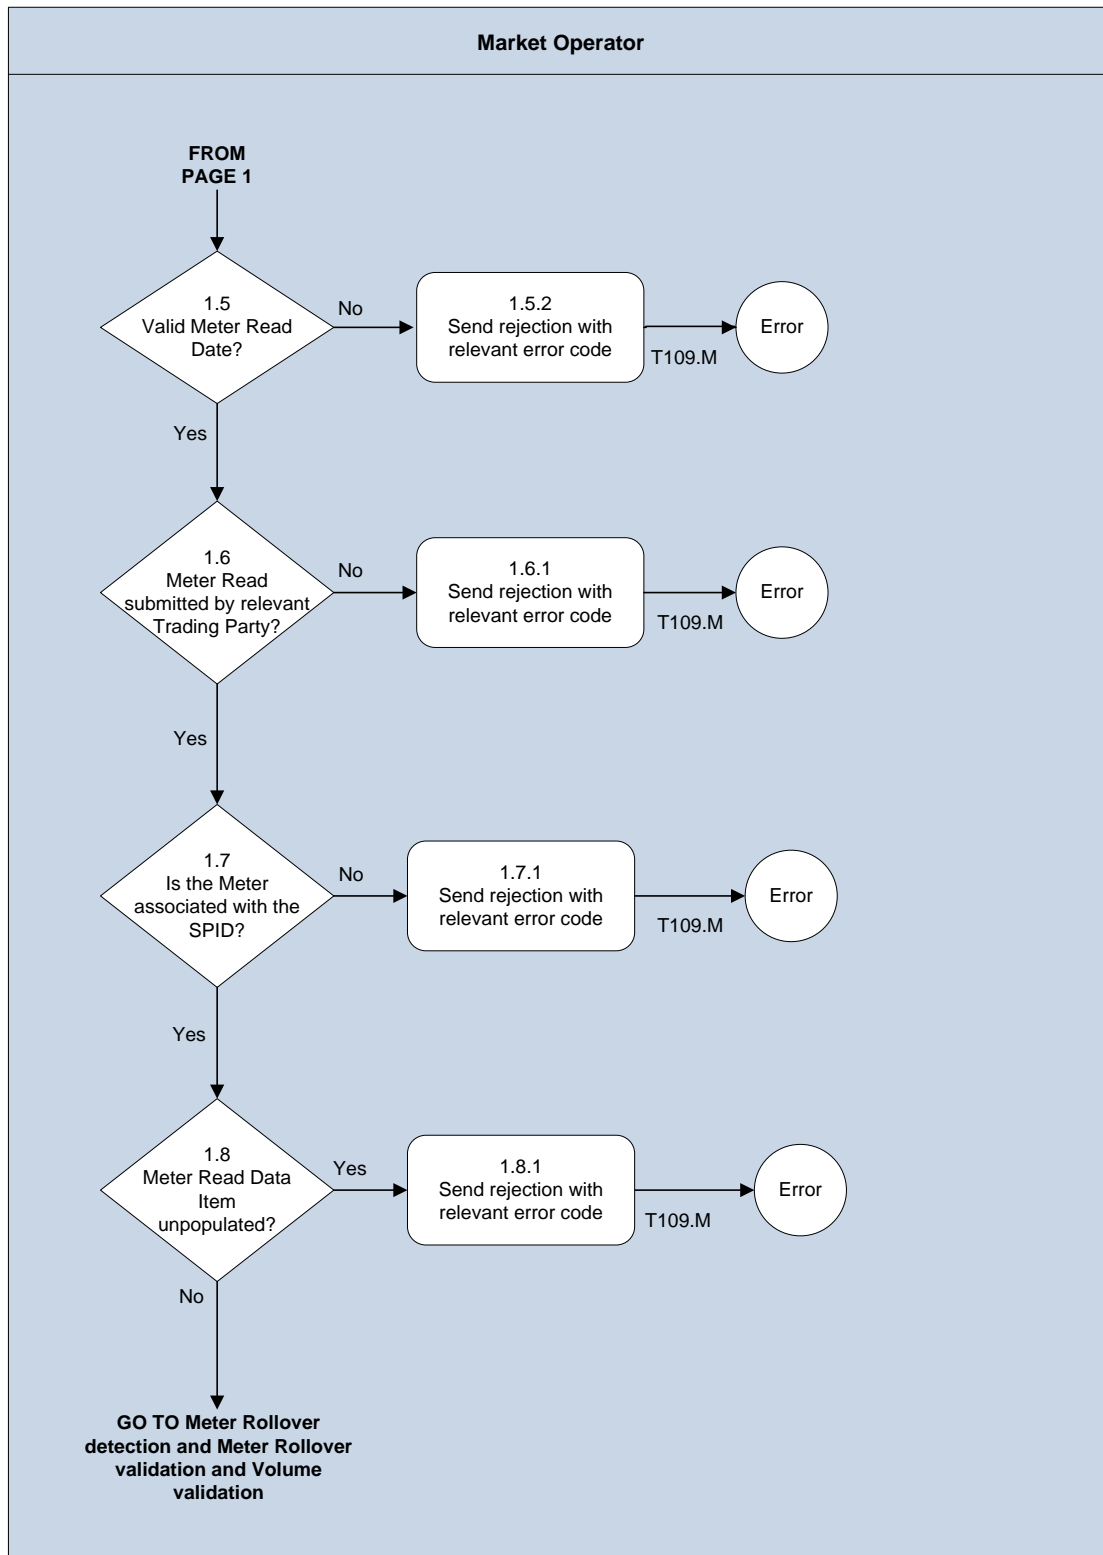 Market Operator
FROM
PAGE 1
1.5
Valid Meter Read
Date?
No
1.5.2
Send rejection with
relevant error code
T109.M
Error
Yes
1.6
Meter Read
submitted by relevant
Trading Party?
No
1.6.1
Send rejection with
relevant error code
T109.M
Error
Yes
1.7
Is the Meter
associated with the
SPID?
No
1.7.1
Send rejection with
relevant error code
T109.M
Error
Yes
1.8
Meter Read Data
Item
unpopulated?
Yes
1.8.1
Send rejection with
relevant error code
T109.M
Error
No
GO TO Meter Rollover
detection and Meter Rollover
validation and Volume
validation